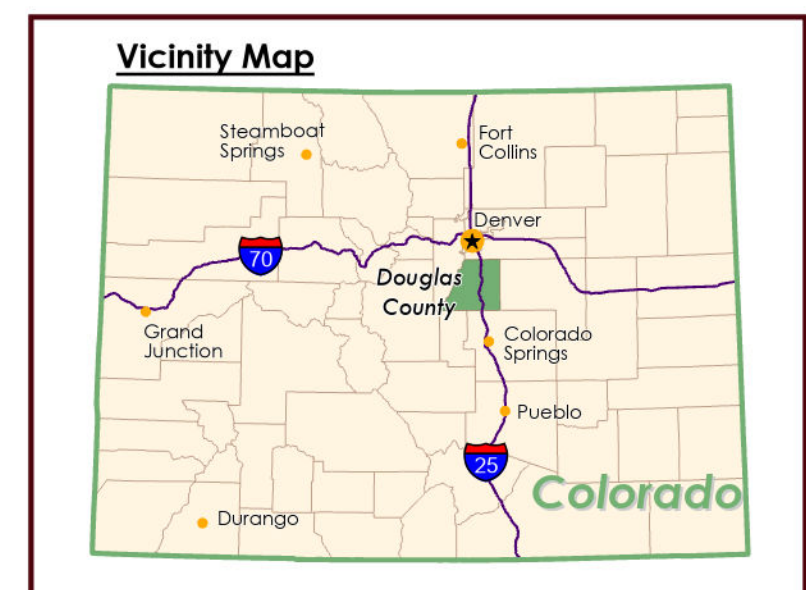 Vicinity Map
Steamboat
Springs
Fort
Collins
Denver
70
Douglas
County
Grand
Junction
Colorado
Springs
Pueblo
25
Colorado
Durango